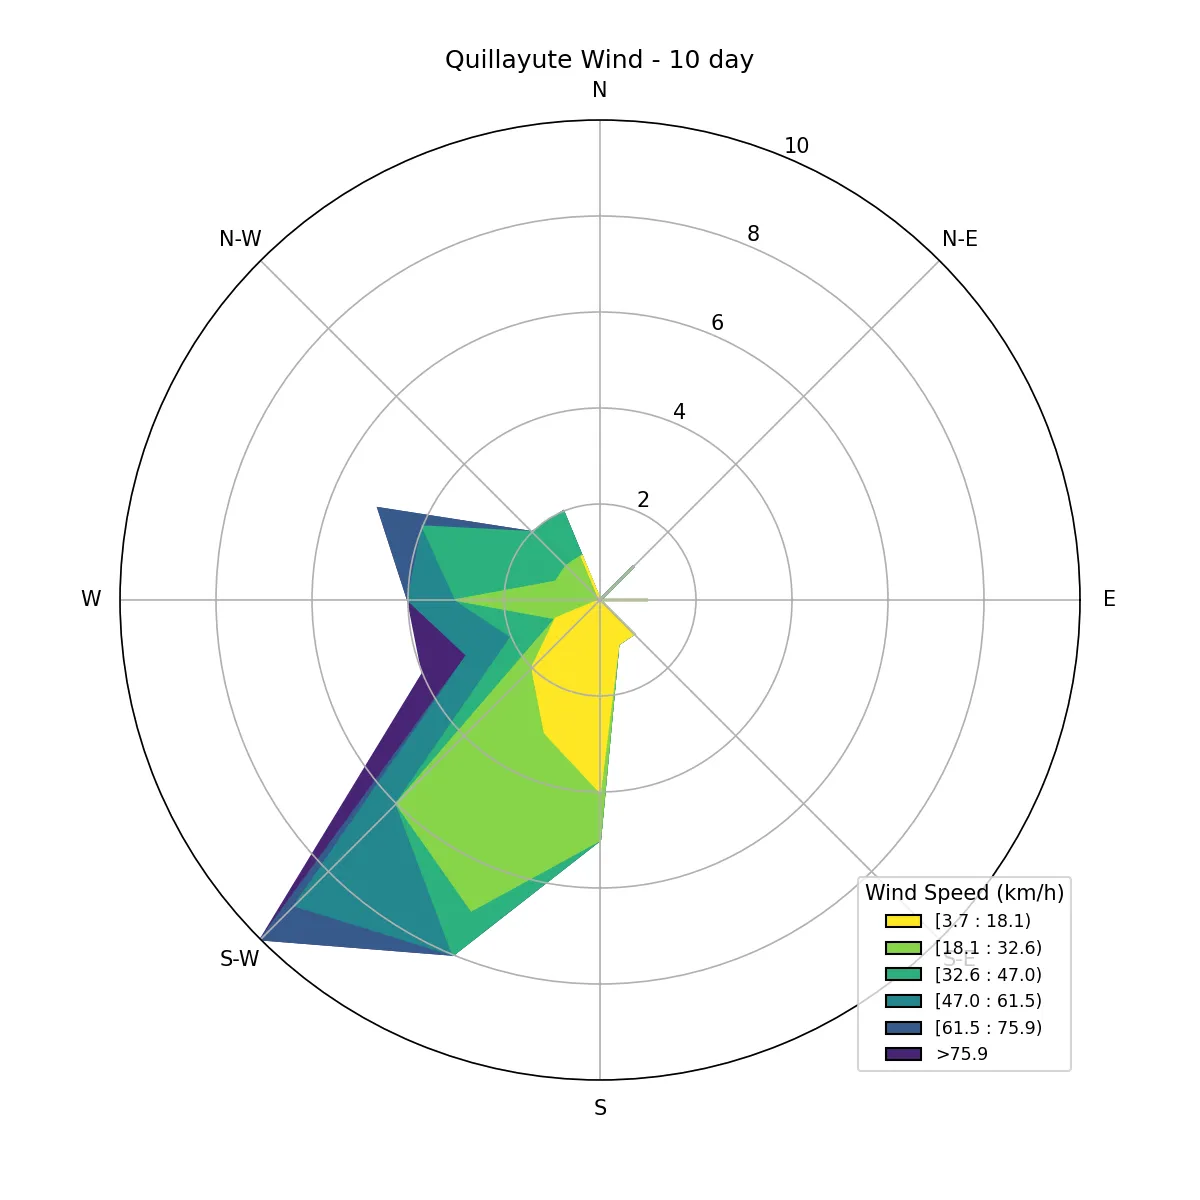 Quillayute Wind - 10 day
N
10
N-W
N-E
8
6
4
2
W
E
S-W
S-E
S
Wind Speed (km/h)
[3.7 : 18.1)
[18.1 : 32.6)
[32.6 : 47.0)
[47.0 : 61.5)
[61.5 : 75.9)
>75.9